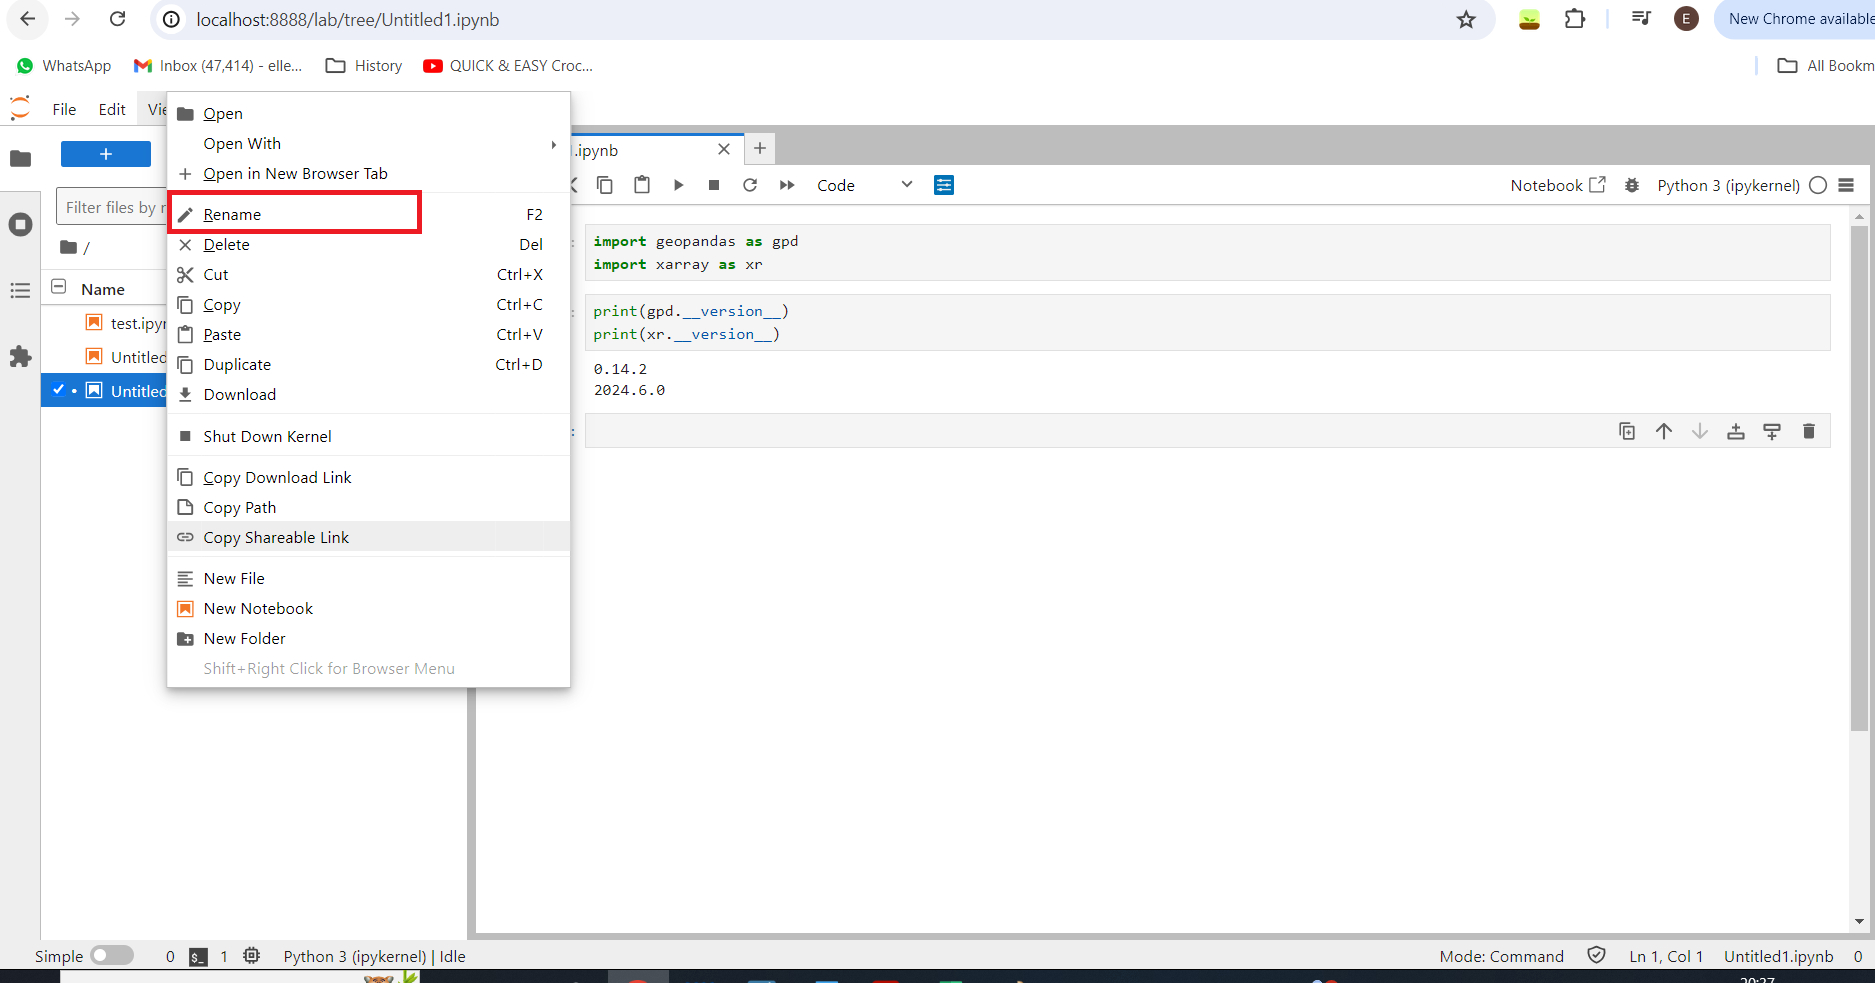 localhost:8888/lab/tree/Untitled1.ipynb
E
New Chrome available
WhatsApp
Inbox (47,414) - elle...
History
QUICK & EASY Croc...
All Bookm
File
Edit
Vie
Open
Open With
Open in New Browser Tab
Rename F2
Delete Del
Cut Ctrl+X
Copy Ctrl+C
Paste Ctrl+V
Duplicate Ctrl+D
Download
Shut Down Kernel
Copy Download Link
Copy Path
Copy Shareable Link
New File
New Notebook
New Folder
Shift+Right Click for Browser Menu
Filter files by r
/
Name
test.ipyn
Untitled
Untitled
.ipynb
Code
Notebook
Python 3 (ipykernel)
import geopandas as gpd
import xarray as xr
print(gpd.__version__)
print(xr.__version__)
0.14.2
2024.6.0
Simple
0
$_
1
Python 3 (ipykernel) | Idle
Mode: Command
Ln 1, Col 1
Untitled1.ipynb
0